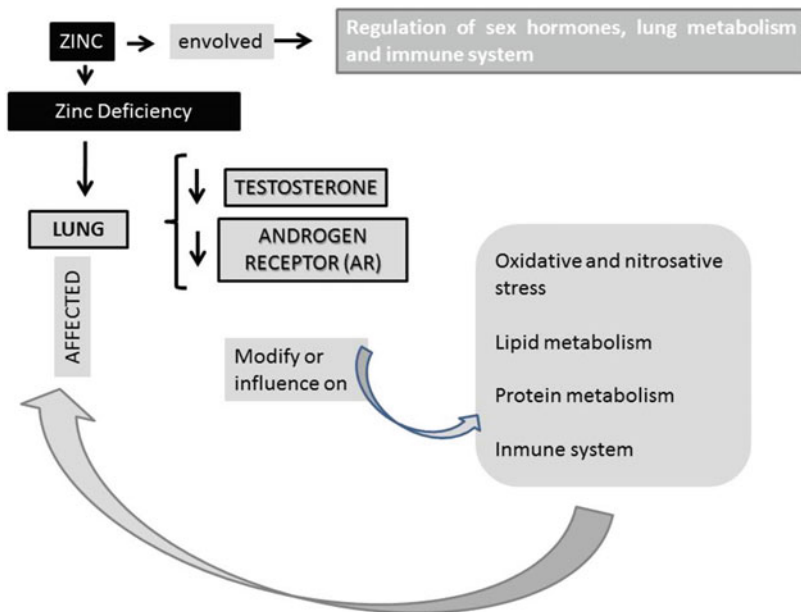 ZINC
envolved
Regulation of sex hormones, lung metabolism
and immune system
Zinc Deficiency
TESTOSTERONE
LUNG
ANDROGEN
RECEPTOR (AR)
AFFECTED
Oxidative and nitrosative
stress
Lipid metabolism
Modify or
influence on
Protein metabolism
Inmune system